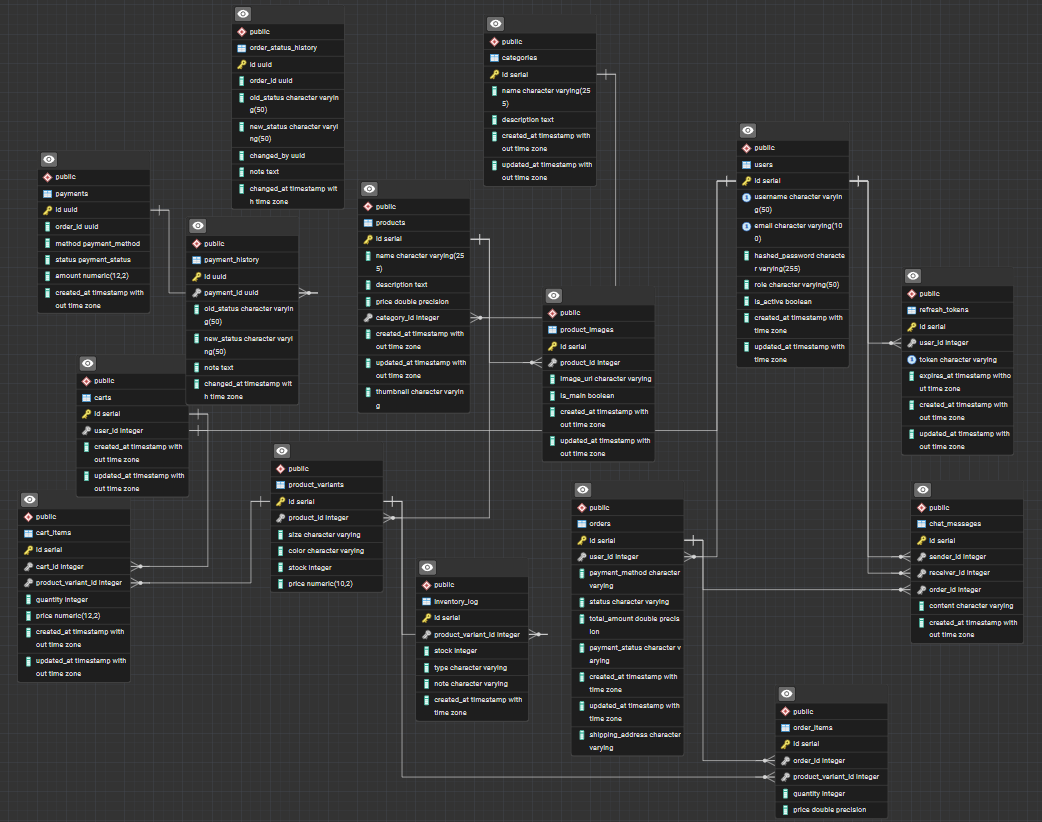 public
order_status_history
id uuid
order_id uuid
old_status character varyin
g(50)
new_status character varyi
ng(50)
changed_by uuid
note text
changed_at timestamp wit
h time zone
public
categories
id serial
name character varying(25
5)
description text
created_at timestamp with
out time zone
updated_at timestamp with
out time zone
public
users
id serial
username character varyin
g(50)
email character varying(10
0)
hashed_password characte
r varying(255)
role character varying(50)
is_active boolean
created_at timestamp with
out time zone
updated_at timestamp with
out time zone
public
payments
id uuid
order_id uuid
method payment_method
status payment_status
amount numeric(12,2)
created_at timestamp with
out time zone
public
payment_history
id uuid
payment_id uuid
old_status character varyin
g(50)
new_status character varyi
ng(50)
note text
changed_at timestamp wit
h time zone
public
products
id serial
name character varying(25
5)
description text
price double precision
category_id integer
created_at timestamp with
out time zone
updated_at timestamp with
out time zone
thumbnail character varyin
g
public
product_images
id serial
product_id integer
image_url character varying
is_main boolean
created_at timestamp with
out time zone
updated_at timestamp with
out time zone
public
refresh_tokens
id serial
user_id integer
token character varying
expires_at timestamp witho
ut time zone
created_at timestamp with
out time zone
updated_at timestamp with
out time zone
public
carts
id serial
user_id integer
created_at timestamp with
out time zone
updated_at timestamp with
out time zone
public
product_variants
id serial
product_id integer
size character varying
color character varying
stock integer
price numeric(10,2)
public
cart_items
id serial
cart_id integer
product_variant_id integer
quantity integer
price numeric(12,2)
created_at timestamp with
out time zone
updated_at timestamp with
out time zone
public
inventory_log
id serial
product_variant_id integer
stock integer
type character varying
note character varying
created_at timestamp with
out time zone
public
orders
id serial
user_id integer
payment_method character
varying
status character varying
total_amount double precis
ion
payment_status character v
arying
created_at timestamp with
out time zone
updated_at timestamp with
out time zone
shipping_address character
varying
public
chat_messages
id serial
sender_id integer
receiver_id integer
order_id integer
content character varying
created_at timestamp with
out time zone
public
order_items
id serial
order_id integer
product_variant_id integer
quantity integer
price double precision